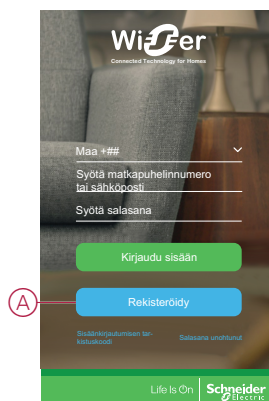 Wiser
Connected Technology for Homes
Maa +##
Syötä matkapuhelinnumero
tai sähköposti
Syötä salasana
Kirjaudu sisään
A
Rekisteröidy
Sisäänkirjautumisen tar-
kistuskoodi
Salasana unohtunut
Life Is On
Schneider
Electric